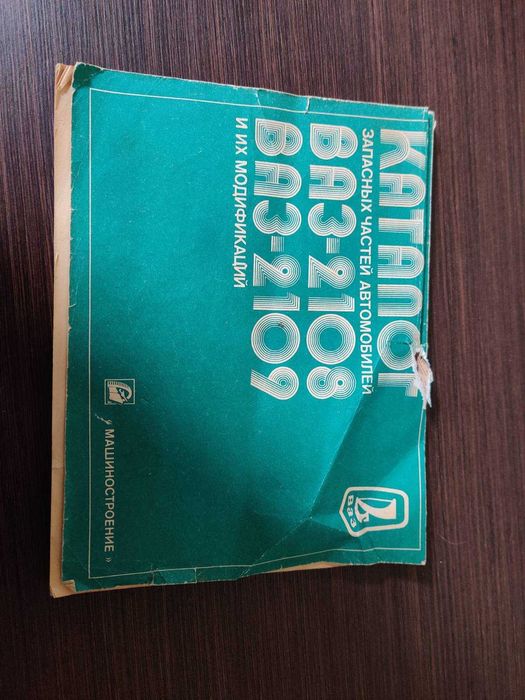 КАТАЛОГ
ЗАПАСНЫХ ЧАСТЕЙ АВТОМОБИЛЕЙ
ВАЗ-2108
ВАЗ-2109
И ИХ МОДИФИКАЦИЙ
ВАЗ
« МАШИНОСТРОЕНИЕ »